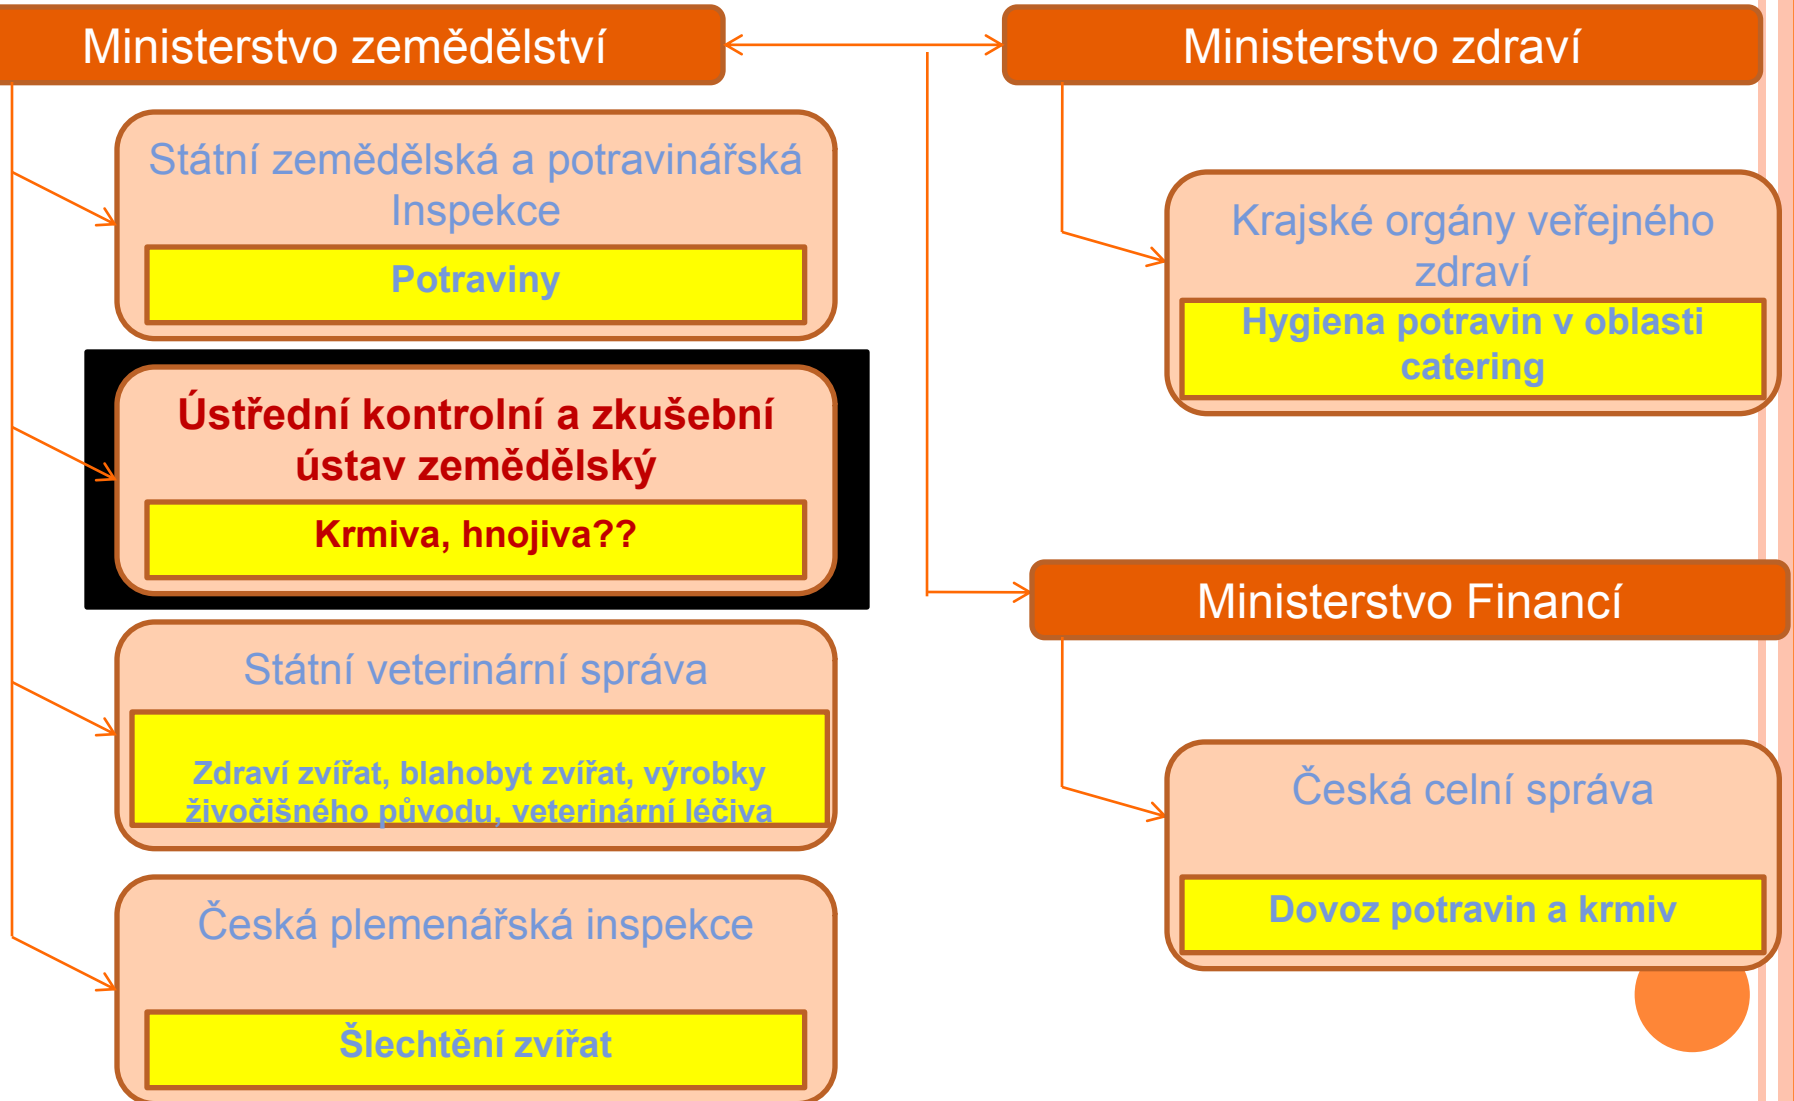 Ministerstvo zemědělství
Státní zemědělská a potravinářská
Inspekce
Potraviny
Ústřední kontrolní a zkušební
ústav zemědělský
Krmiva, hnojiva??
Státní veterinární správa
Zdraví zvířat, blahobyt zvířat, výrobky
živočišného původu, veterinární léčiva
Česká plemenářská inspekce
Šlechtění zvířat
Ministerstvo zdraví
Krajské orgány veřejného
zdraví
Hygiena potravin v oblasti
catering
Ministerstvo Financí
Česká celní správa
Dovoz potravin a krmiv